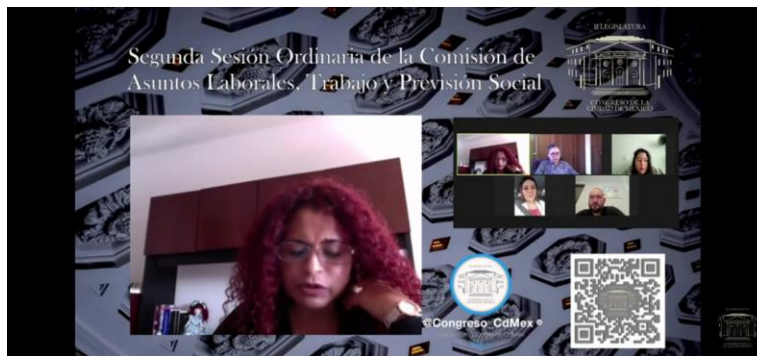 II LEGISLATURA
Segunda Sesión Ordinaria de la Comisión de
Asuntos Laborales, Trabajo y Previsión Social
CONGRESO DE LA
CIUDAD DE MEXICO
@Congreso_CdMex ®